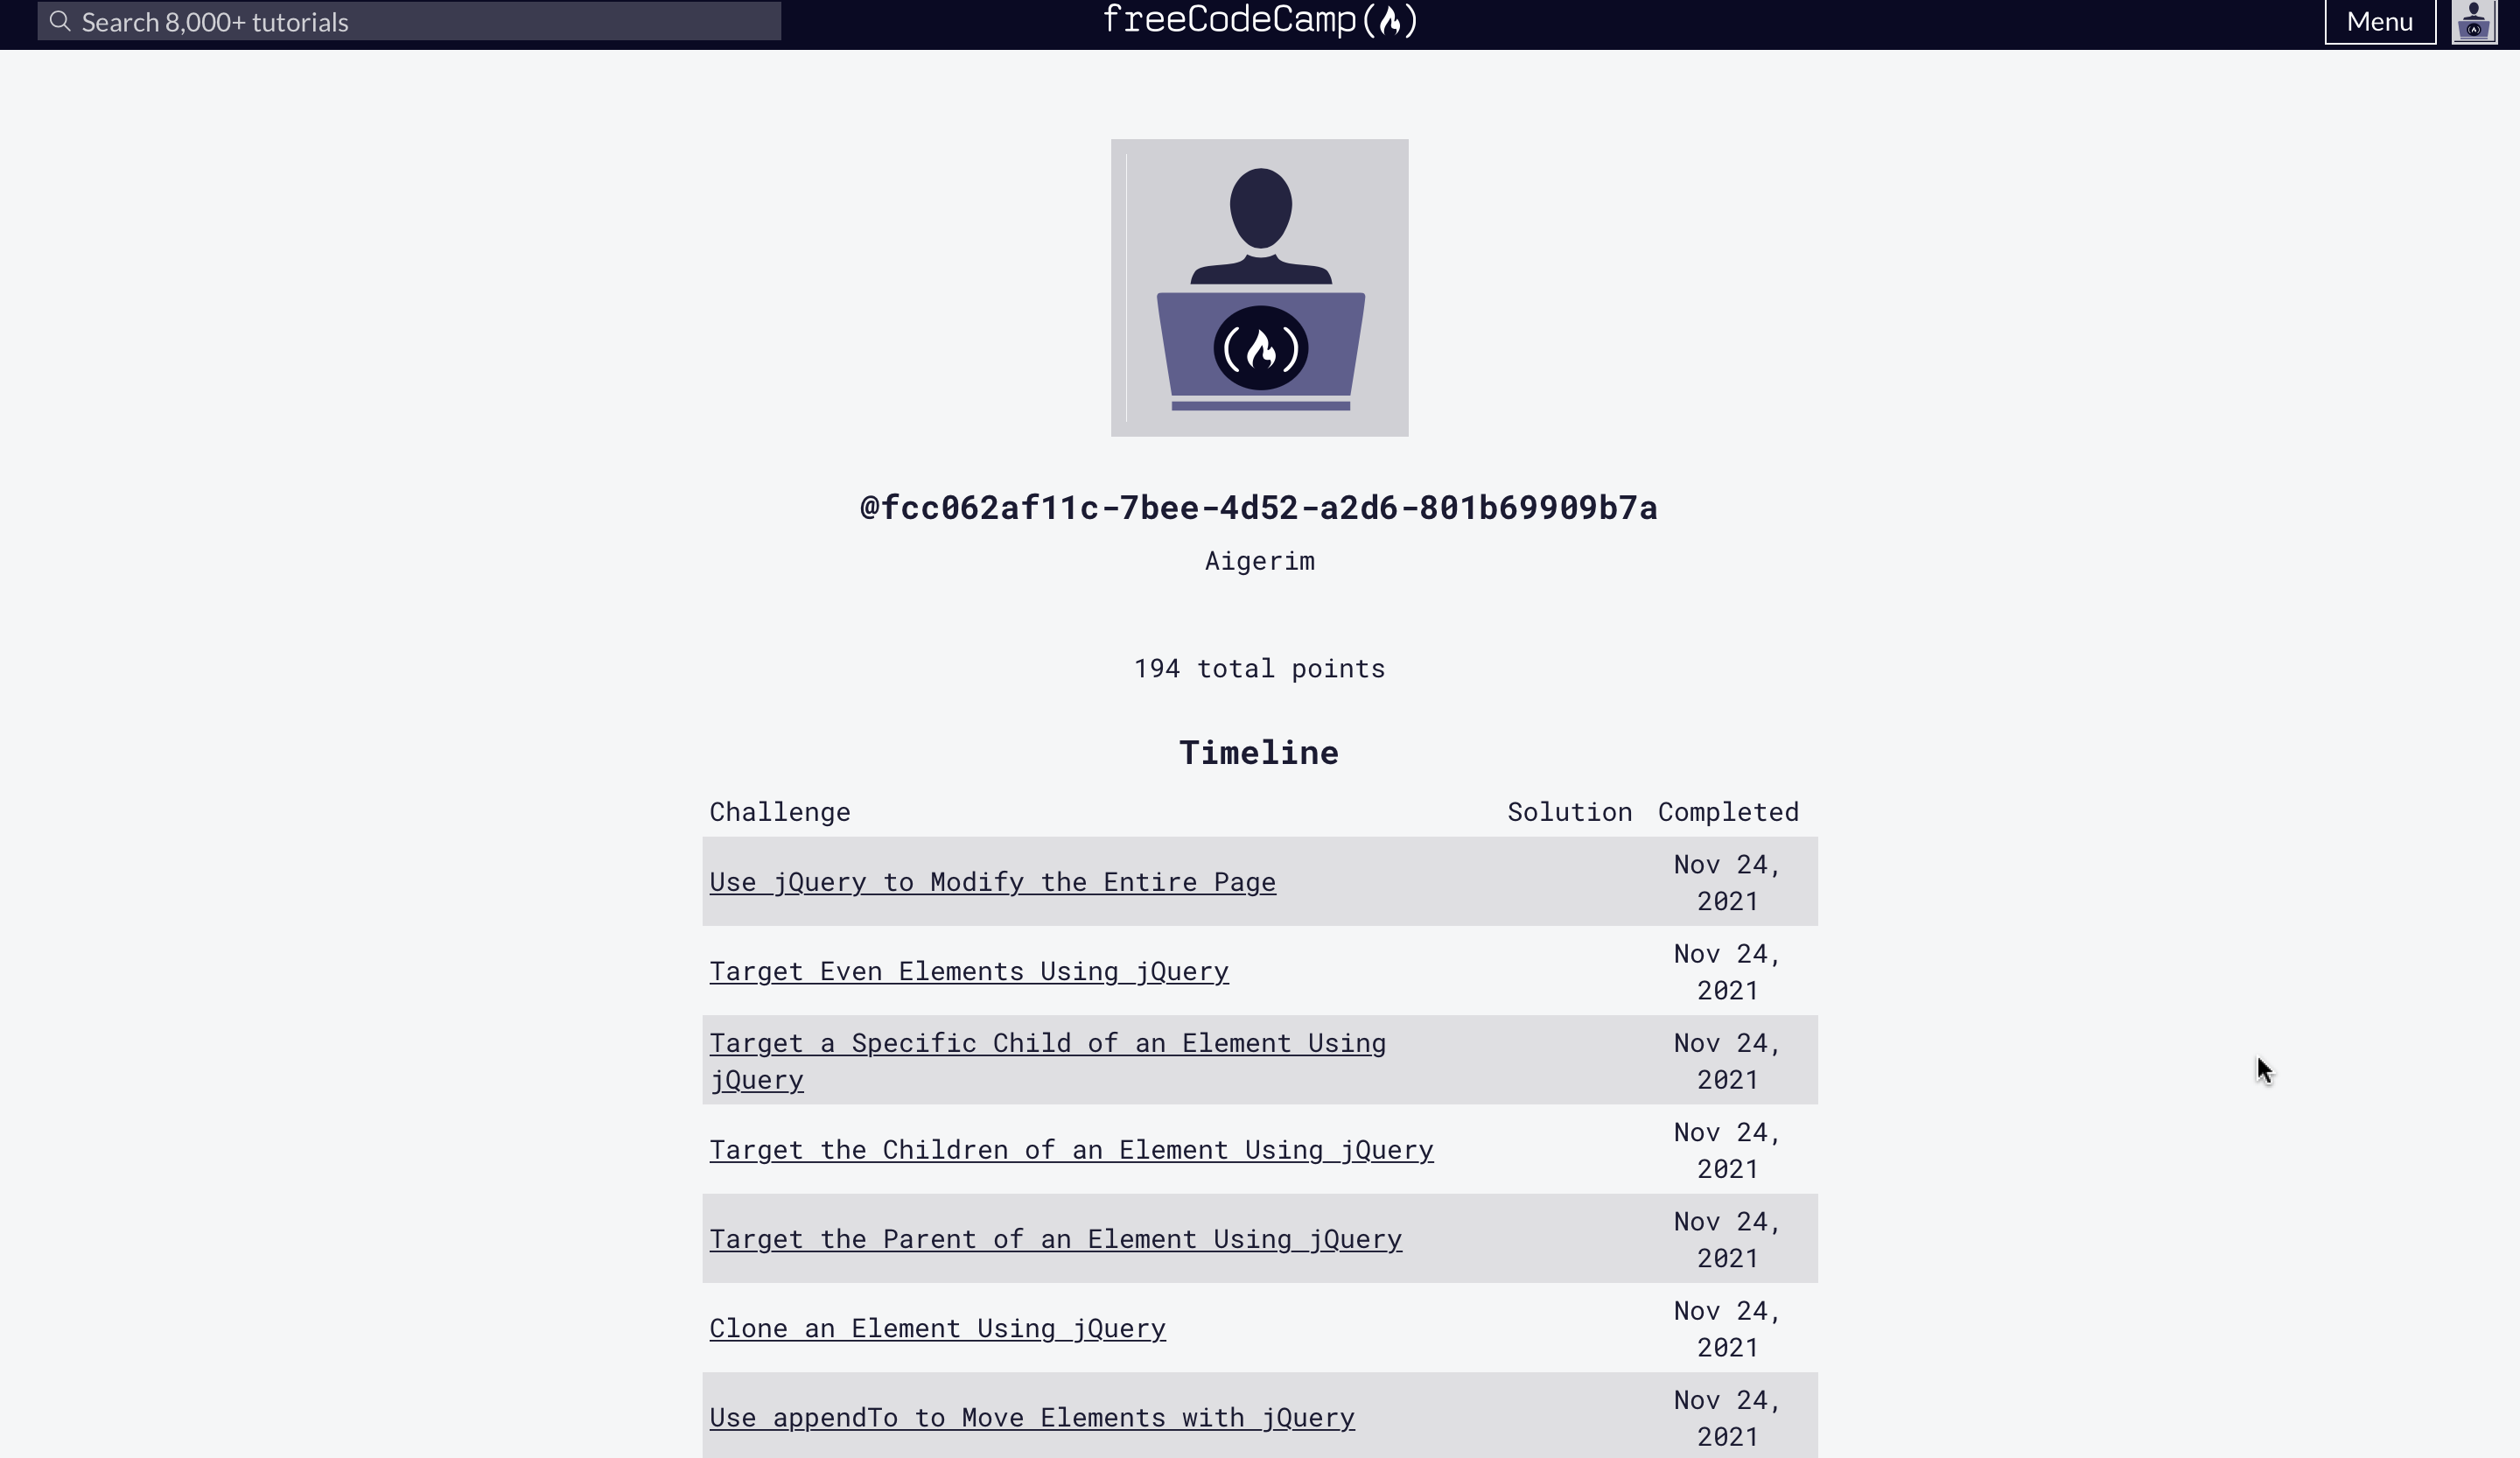 Search 8,000+ tutorials
freeCodeCamp
Menu
@fcc062af11c-7bee-4d52-a2d6-801b69909b7a
Aigerim
194 total points
Timeline
Challenge Solution Completed
Use jQuery to Modify the Entire Page Nov 24,
2021
Target Even Elements Using jQuery Nov 24,
2021
Target a Specific Child of an Element Using Nov 24,
jQuery 2021
Target the Children of an Element Using jQuery Nov 24,
2021
Target the Parent of an Element Using jQuery Nov 24,
2021
Clone an Element Using jQuery Nov 24,
2021
Use appendTo to Move Elements with jQuery Nov 24,
2021